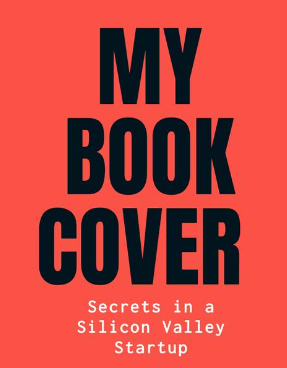 MY
BOOK
COVER
Secrets in a
Silicon Valley
Startup